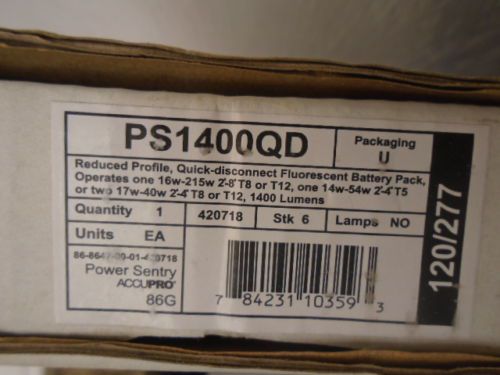 PS1400QD
Packaging
U
Reduced Profile, Quick-disconnect Fluorescent Battery Pack,
Operates one 16w-215w 2'-8' T8 or T12, one 14w-54w 2'-4' T5
or two 17w-40w 2'-4' T8 or T12, 1400 Lumens
Quantity 1 420718 Stk 6 Lamps NO
Units EA
Power Sentry
ACCUPRO
86G
7 84231 10359 3
120/277